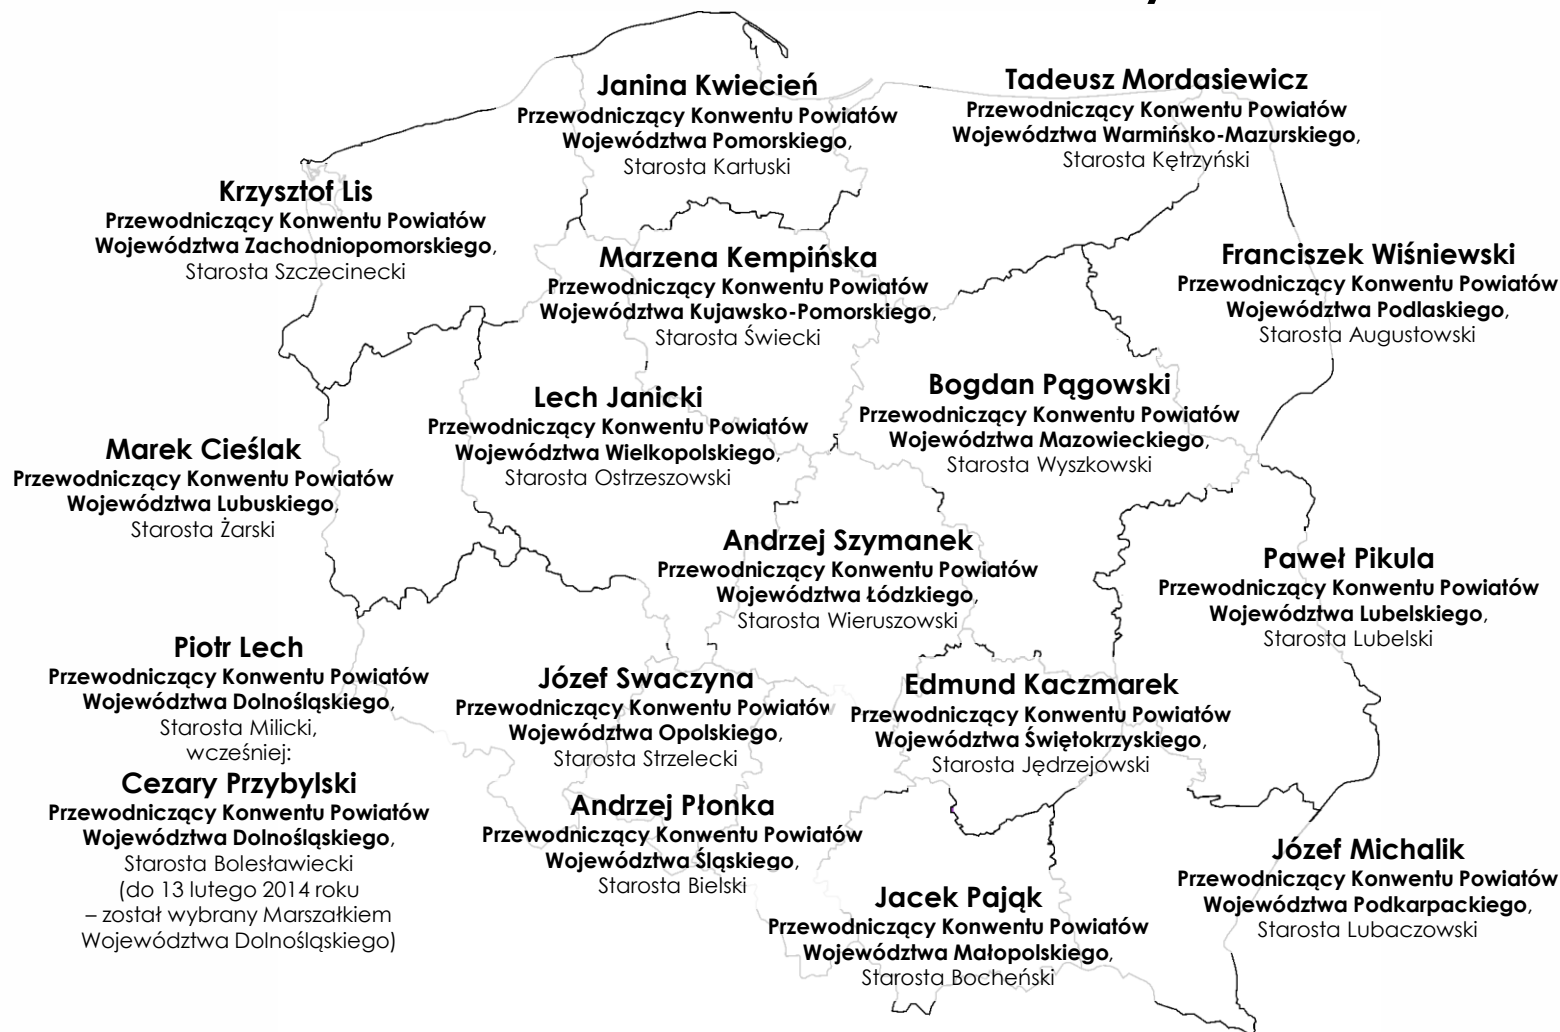 Janina Kwiecień
Przewodniczący Konwentu Powiatów
Województwa Pomorskiego,
Starosta Kartuski
Tadeusz Mordasiewicz
Przewodniczący Konwentu Powiatów
Województwa Warmińsko-Mazurskiego,
Starosta Kętrzyński
Krzysztof Lis
Przewodniczący Konwentu Powiatów
Województwa Zachodniopomorskiego,
Starosta Szczecinecki
Marzena Kempińska
Przewodniczący Konwentu Powiatów
Województwa Kujawsko-Pomorskiego,
Starosta Świecki
Franciszek Wiśniewski
Przewodniczący Konwentu Powiatów
Województwa Podlaskiego,
Starosta Augustowski
Lech Janicki
Przewodniczący Konwentu Powiatów
Województwa Wielkopolskiego,
Starosta Ostrzeszowski
Bogdan Pągowski
Przewodniczący Konwentu Powiatów
Województwa Mazowieckiego,
Starosta Wyszkowski
Marek Cieślak
Przewodniczący Konwentu Powiatów
Województwa Lubuskiego,
Starosta Żarski
Andrzej Szymanek
Przewodniczący Konwentu Powiatów
Województwa Łódzkiego,
Starosta Wieruszowski
Paweł Pikula
Przewodniczący Konwentu Powiatów
Województwa Lubelskiego,
Starosta Lubelski
Piotr Lech
Przewodniczący Konwentu Powiatów
Województwa Dolnośląskiego,
Starosta Milicki,
wcześniej:
Cezary Przybylski
Przewodniczący Konwentu Powiatów
Województwa Dolnośląskiego,
Starosta Bolesławiecki
(do 13 lutego 2014 roku
– został wybrany Marszałkiem
Województwa Dolnośląskiego)
Józef Swaczyna
Przewodniczący Konwentu Powiatów
Województwa Opolskiego,
Starosta Strzelecki
Edmund Kaczmarek
Przewodniczący Konwentu Powiatów
Województwa Świętokrzyskiego,
Starosta Jędrzejowski
Andrzej Płonka
Przewodniczący Konwentu Powiatów
Województwa Śląskiego,
Starosta Bielski
Jacek Pająk
Przewodniczący Konwentu Powiatów
Województwa Małopolskiego,
Starosta Bocheński
Józef Michalik
Przewodniczący Konwentu Powiatów
Województwa Podkarpackiego,
Starosta Lubaczowski